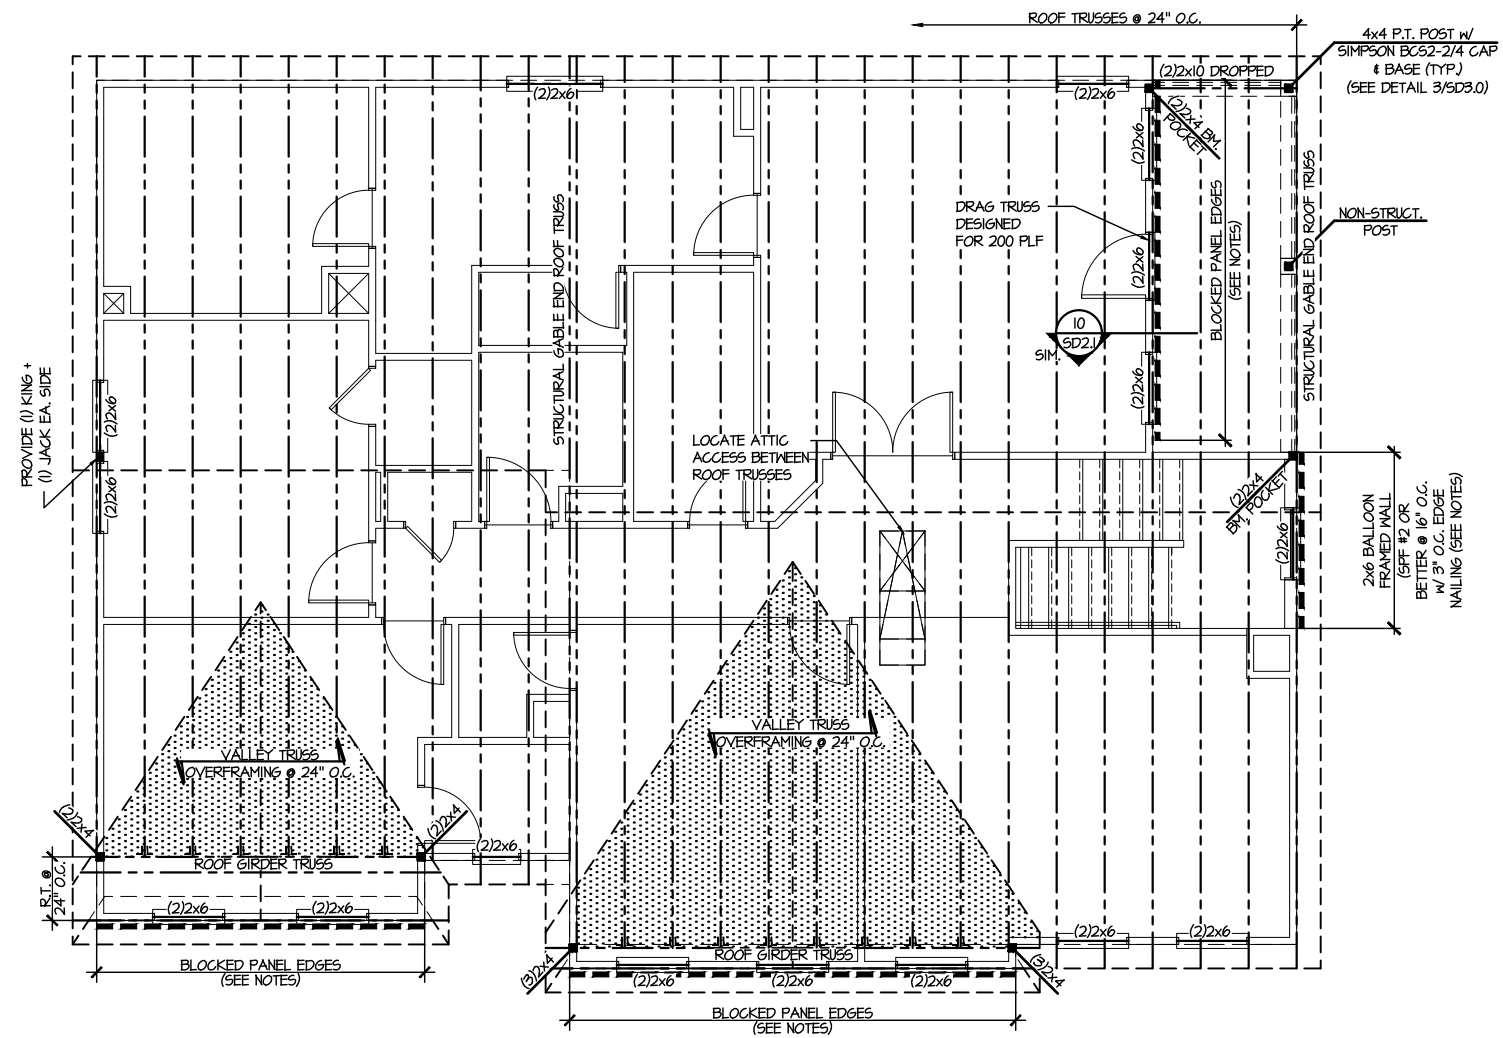 ROOF TRUSSES @ 24" O.C.
4x4 P.T. POST w/
SIMPSON BCS2-2/4 CAP
& BASE (TYP.)
(SEE DETAIL 3/SD3.0)
(2)2x10 DROPPED
(2)2x6
(2)2x6
(2)2x4 BM.
POCKET
(2)2x6
BLOCKED PANEL EDGES
(SEE NOTES)
STRUCTURAL GABLE END ROOF TRUSS
NON-STRUCT.
POST
DRAG TRUSS
DESIGNED
FOR 200 PLF
(2)2x6
STRUCTURAL GABLE END ROOF TRUSS
10
SD2.1
SIM.
(2)2x6
PROVIDE (1) KING +
(1) JACK EA. SIDE
(2)2x6
(2)2x6
LOCATE ATTIC
ACCESS BETWEEN
ROOF TRUSSES
(2)2x4
BM. POCKET
(2)2x6
2x6 BALLOON
FRAMED WALL
(SPF #2 OR
BETTER @ 16" O.C.
w/ 3" O.C. EDGE
NAILING (SEE NOTES)
VALLEY TRUSS
OVERFRAMING @ 24" O.C.
VALLEY TRUSS
OVERFRAMING @ 24" O.C.
(2)2x4
(2)2x4
(2)2x6
ROOF GIRDER TRUSS
R.T. @
24" O.C.
(2)2x6
(2)2x6
(2)2x6
(2)2x6
ROOF GIRDER TRUSS
(3)2x4
(3)2x4
(2)2x6
(2)2x6
(2)2x6
BLOCKED PANEL EDGES
(SEE NOTES)
BLOCKED PANEL EDGES
(SEE NOTES)